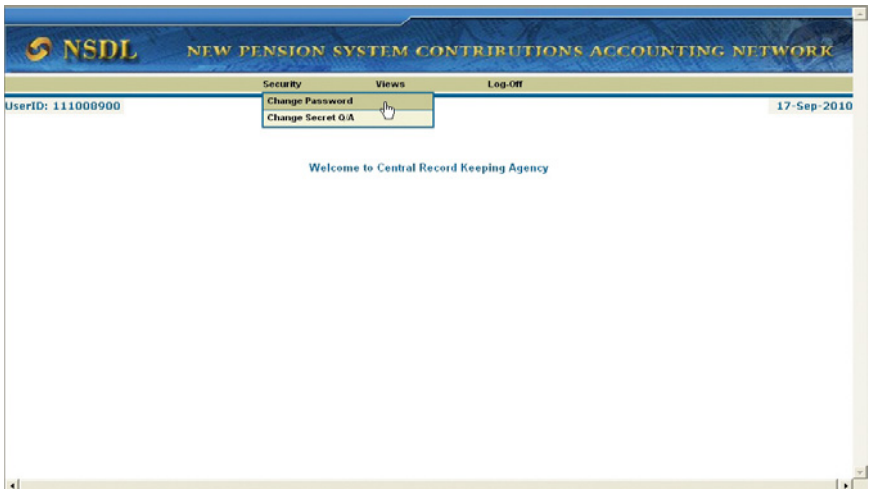 NSDL NEW PENSION SYSTEM CONTRIBUTIONS ACCOUNTING NETWORK
Security Views Log-Off
UserID: 111008900 17-Sep-2010
Change Password
Change Secret Q/A
Welcome to Central Record Keeping Agency